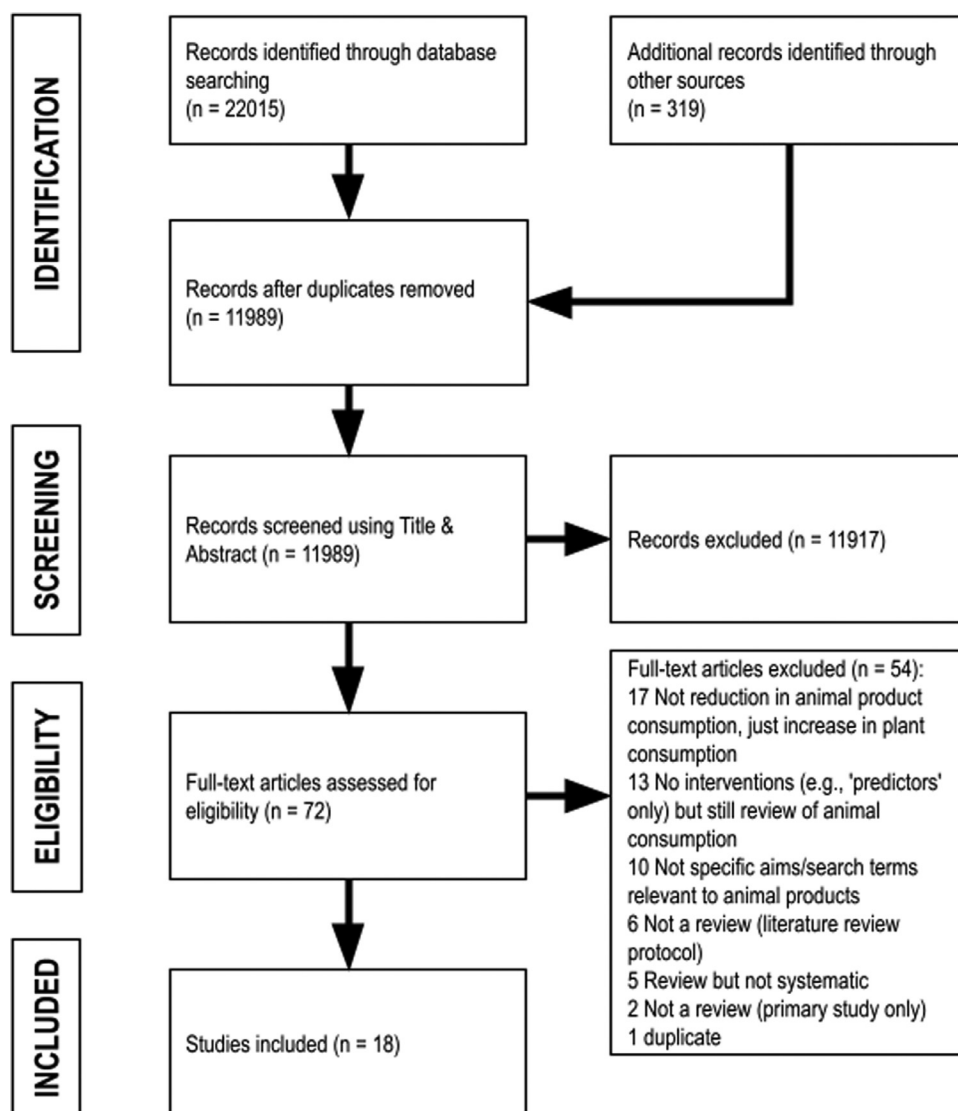 IDENTIFICATION
Records identified through database
searching
(n = 22015)
Additional records identified through
other sources
(n = 319)
Records after duplicates removed
(n = 11989)
SCREENING
Records screened using Title &
Abstract (n = 11989)
Records excluded (n = 11917)
ELIGIBILITY
Full-text articles assessed for
eligibility (n = 72)
Full-text articles excluded (n = 54):
17 Not reduction in animal product
consumption, just increase in plant
consumption
13 No interventions (e.g., 'predictors'
only) but still review of animal
consumption
10 Not specific aims/search terms
relevant to animal products
6 Not a review (literature review
protocol)
5 Review but not systematic
2 Not a review (primary study only)
1 duplicate
INCLUDED
Studies included (n = 18)